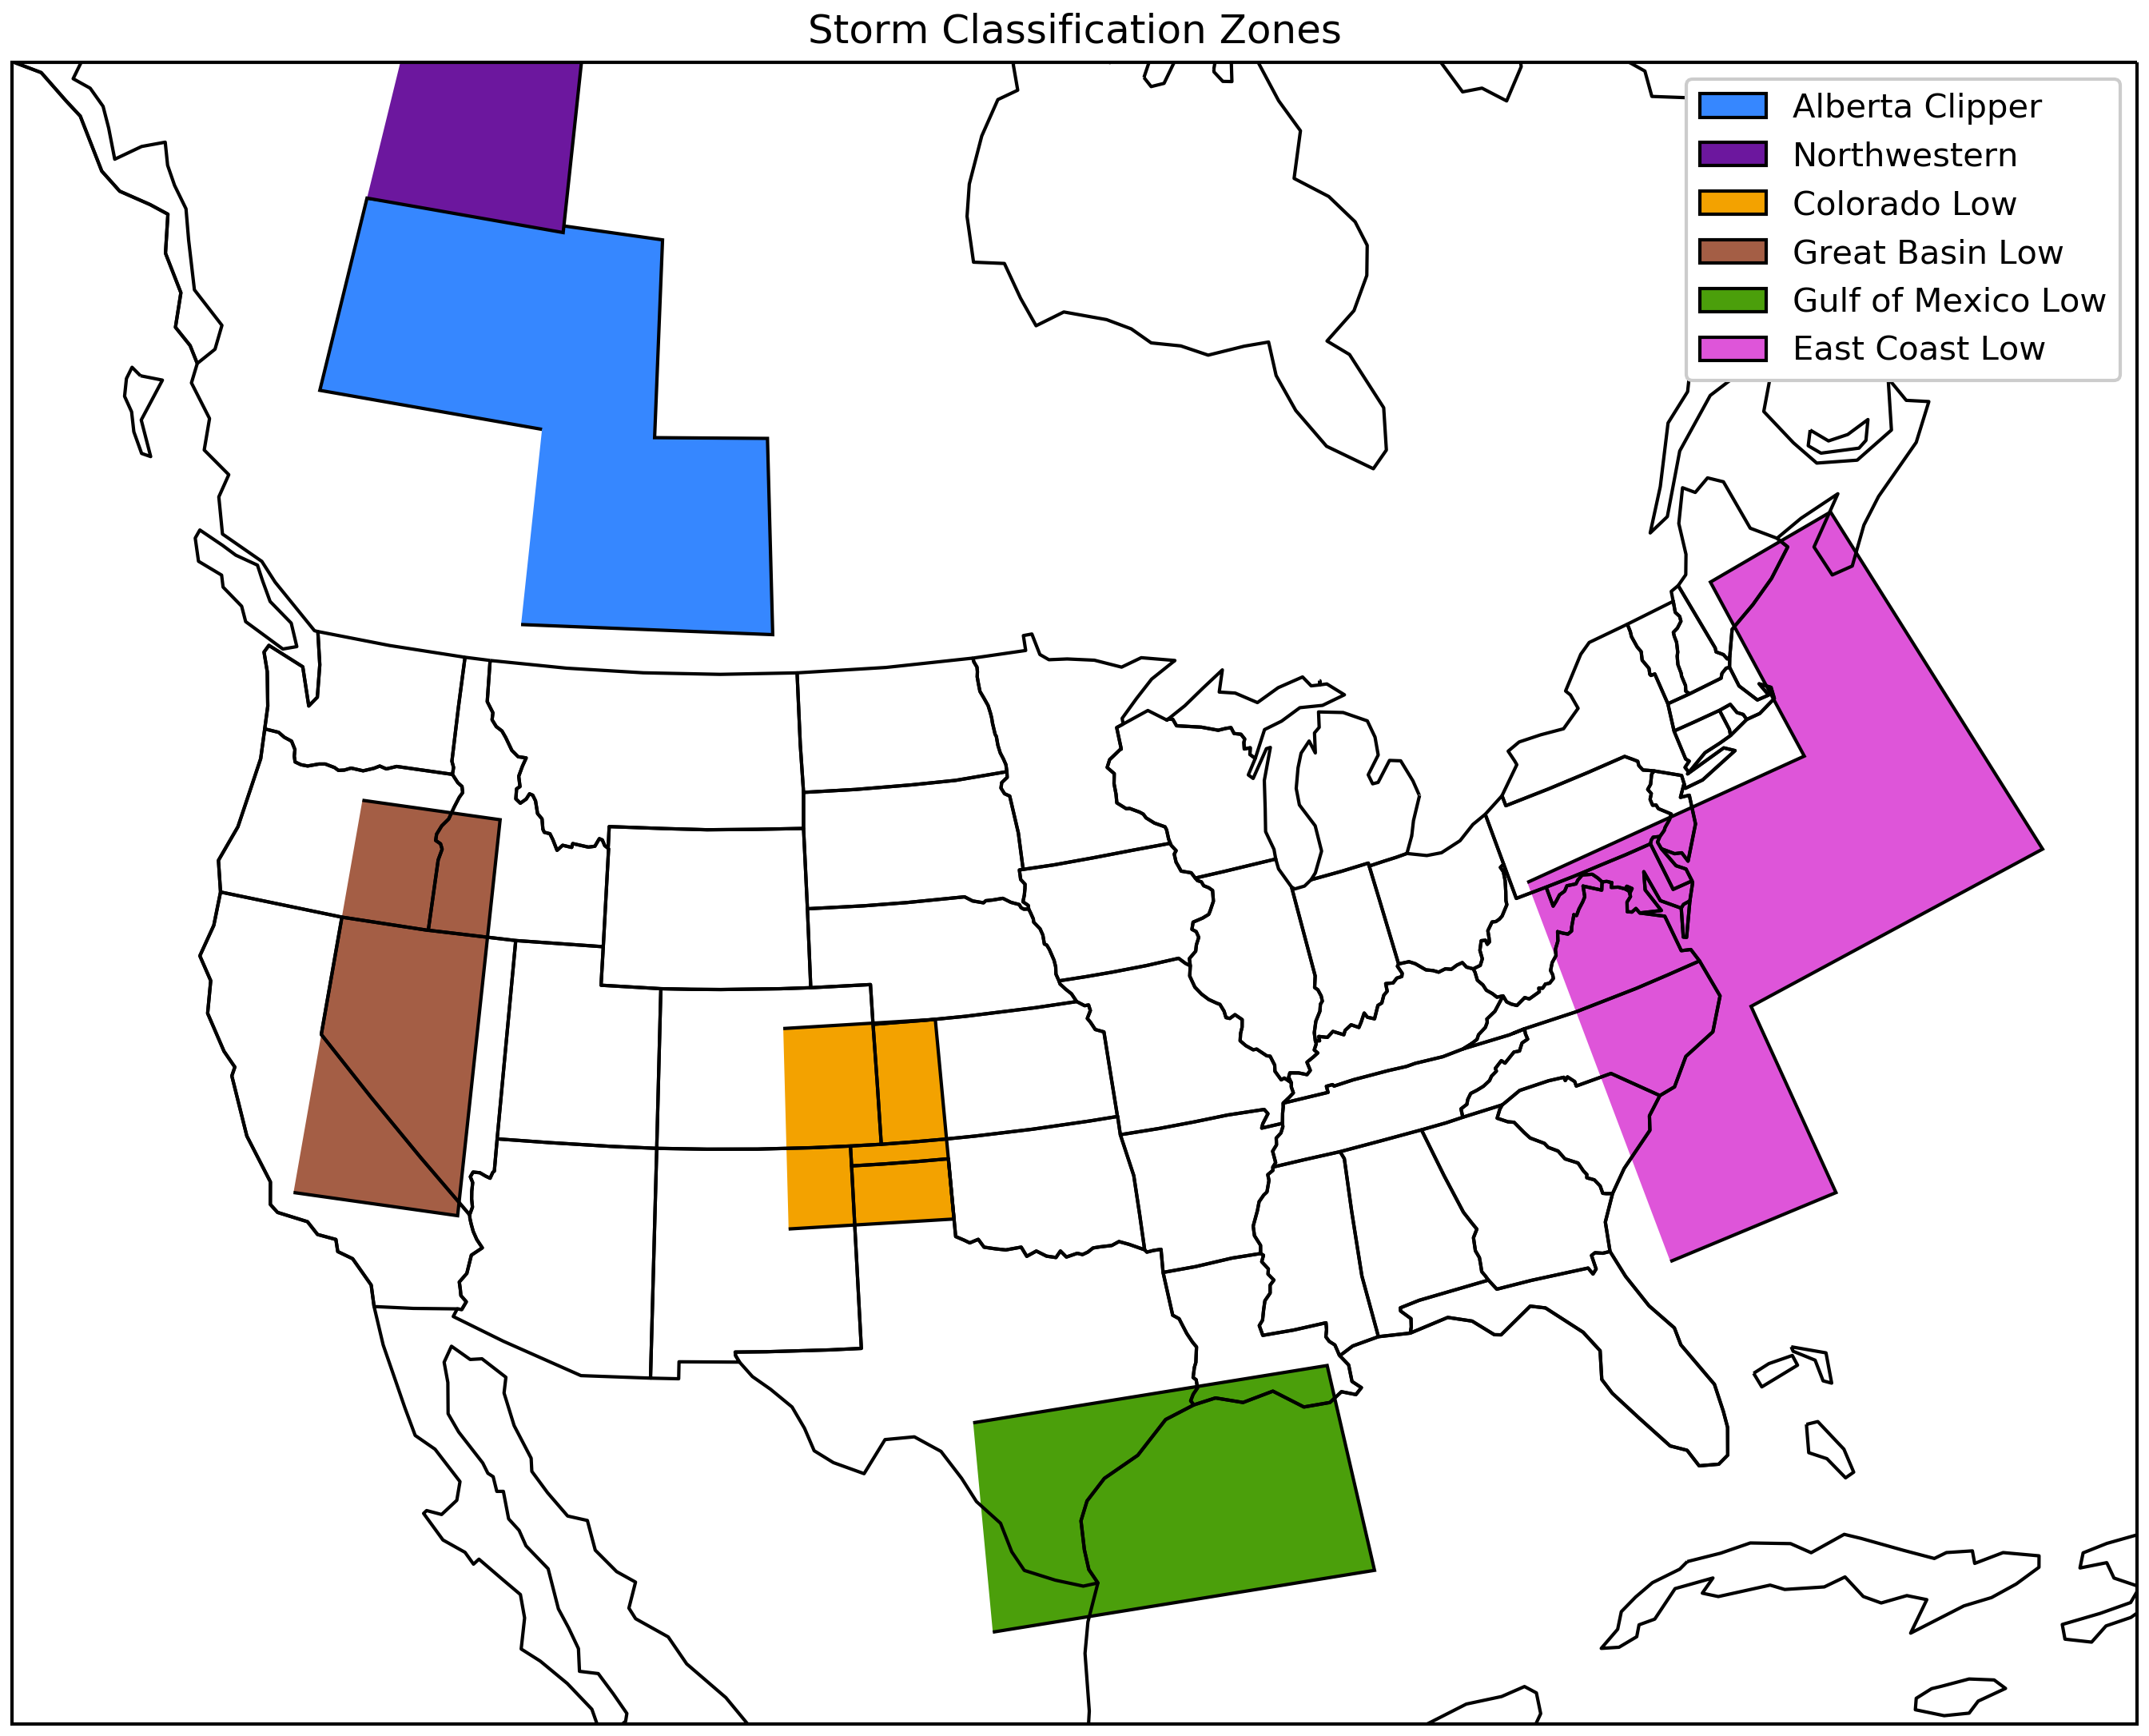 Storm Classification Zones
Alberta Clipper
Northwestern
Colorado Low
Great Basin Low
Gulf of Mexico Low
East Coast Low